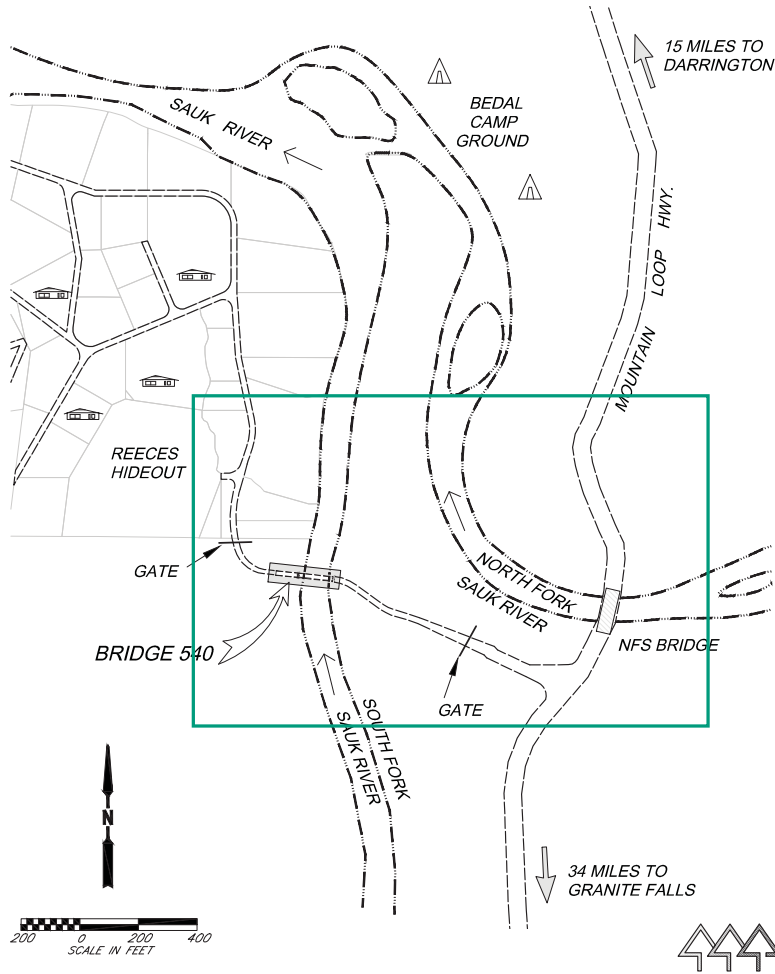 15 MILES TO
DARRINGTON
SAUK RIVER
BEDAL
CAMP
GROUND
MOUNTAIN LOOP HWY.
REECES
HIDEOUT
GATE
NORTH FORK
SAUK RIVER
BRIDGE 540
NFS BRIDGE
GATE
SOUTH FORK
SAUK RIVER
N
34 MILES TO
GRANITE FALLS
200 0 200 400
SCALE IN FEET